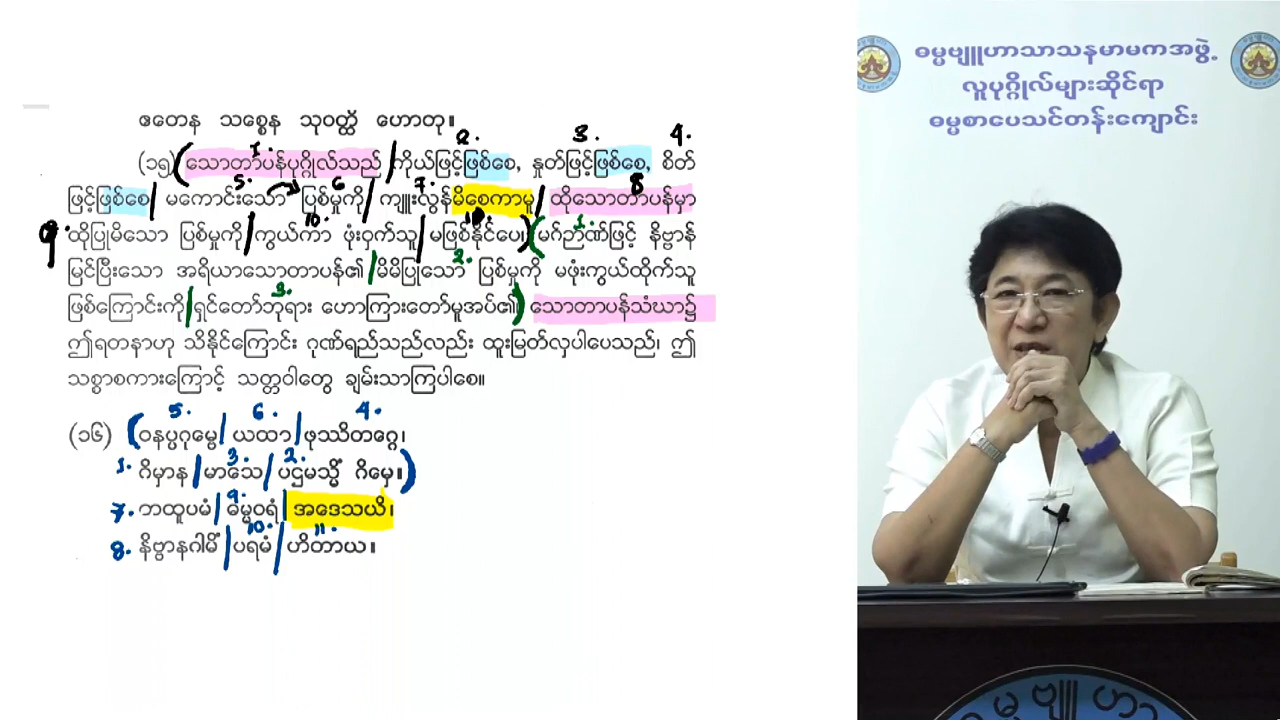 ဧတေန သစ္စေန သုဝတ္ထိ ဟောတု။
(၁၅) (သောတာပန်ပုဂ္ဂိုလ်သည် / ကိုယ်ဖြင့်ဖြစ်စေ, နှုတ်ဖြင့်ဖြစ်စေ, စိတ်
ဖြင့်ဖြစ်စေ / မကောင်းသော ပြစ်မှုကို / ကျူးလွန်မိစေကာမူ / ထိုသောတာပန်မှာ
ထိုပြုမိသော ပြစ်မှုကို / ကွယ်ကာ ဖုံးဝှက်သူ / မဖြစ်နိုင်ပေ၊) (မဂ်ဉာဏ်ဖြင့် နိဗ္ဗာန်
မြင်ပြီးသော အရိယာသောတာပန်၏ / မိမိပြုသော ပြစ်မှုကို မဖုံးကွယ်ထိုက်သူ
ဖြစ်ကြောင်းကို / ရှင်တော်ဘုရား ဟောကြားတော်မူအပ်၏၊) သောတာပန်သံဃာ၌
ဤရတနာဟု သိနိုင်ကြောင်း ဂုဏ်ရည်သည်လည်း ထူးမြတ်လှပါပေသည်၊ ဤ
သစ္စာစကားကြောင့် သတ္တဝါတွေ ချမ်းသာကြပါစေ။
(၁၆) (ဝနပ္ပဂုမ္ဗေ / ယထာ / ဖုဿိတဂ္ဂေ၊
1. ဂိမှာန / မာသေ / ပဌမသ္မိံ ဂိမှေ။)
7. တထူပမံ / ဓမ္မဝရံ / အဒေသယိ၊
8. နိဗ္ဗာနဂါမိံ / ပရမံ / ဟိတာယ။
ဓမ္မဗျူဟာသာသနမာမကအဖွဲ့
လူပုဂ္ဂိုလ်များဆိုင်ရာ
ဓမ္မစာပေသင်တန်းကျောင်း
ဓမ္မဗျူဟာ